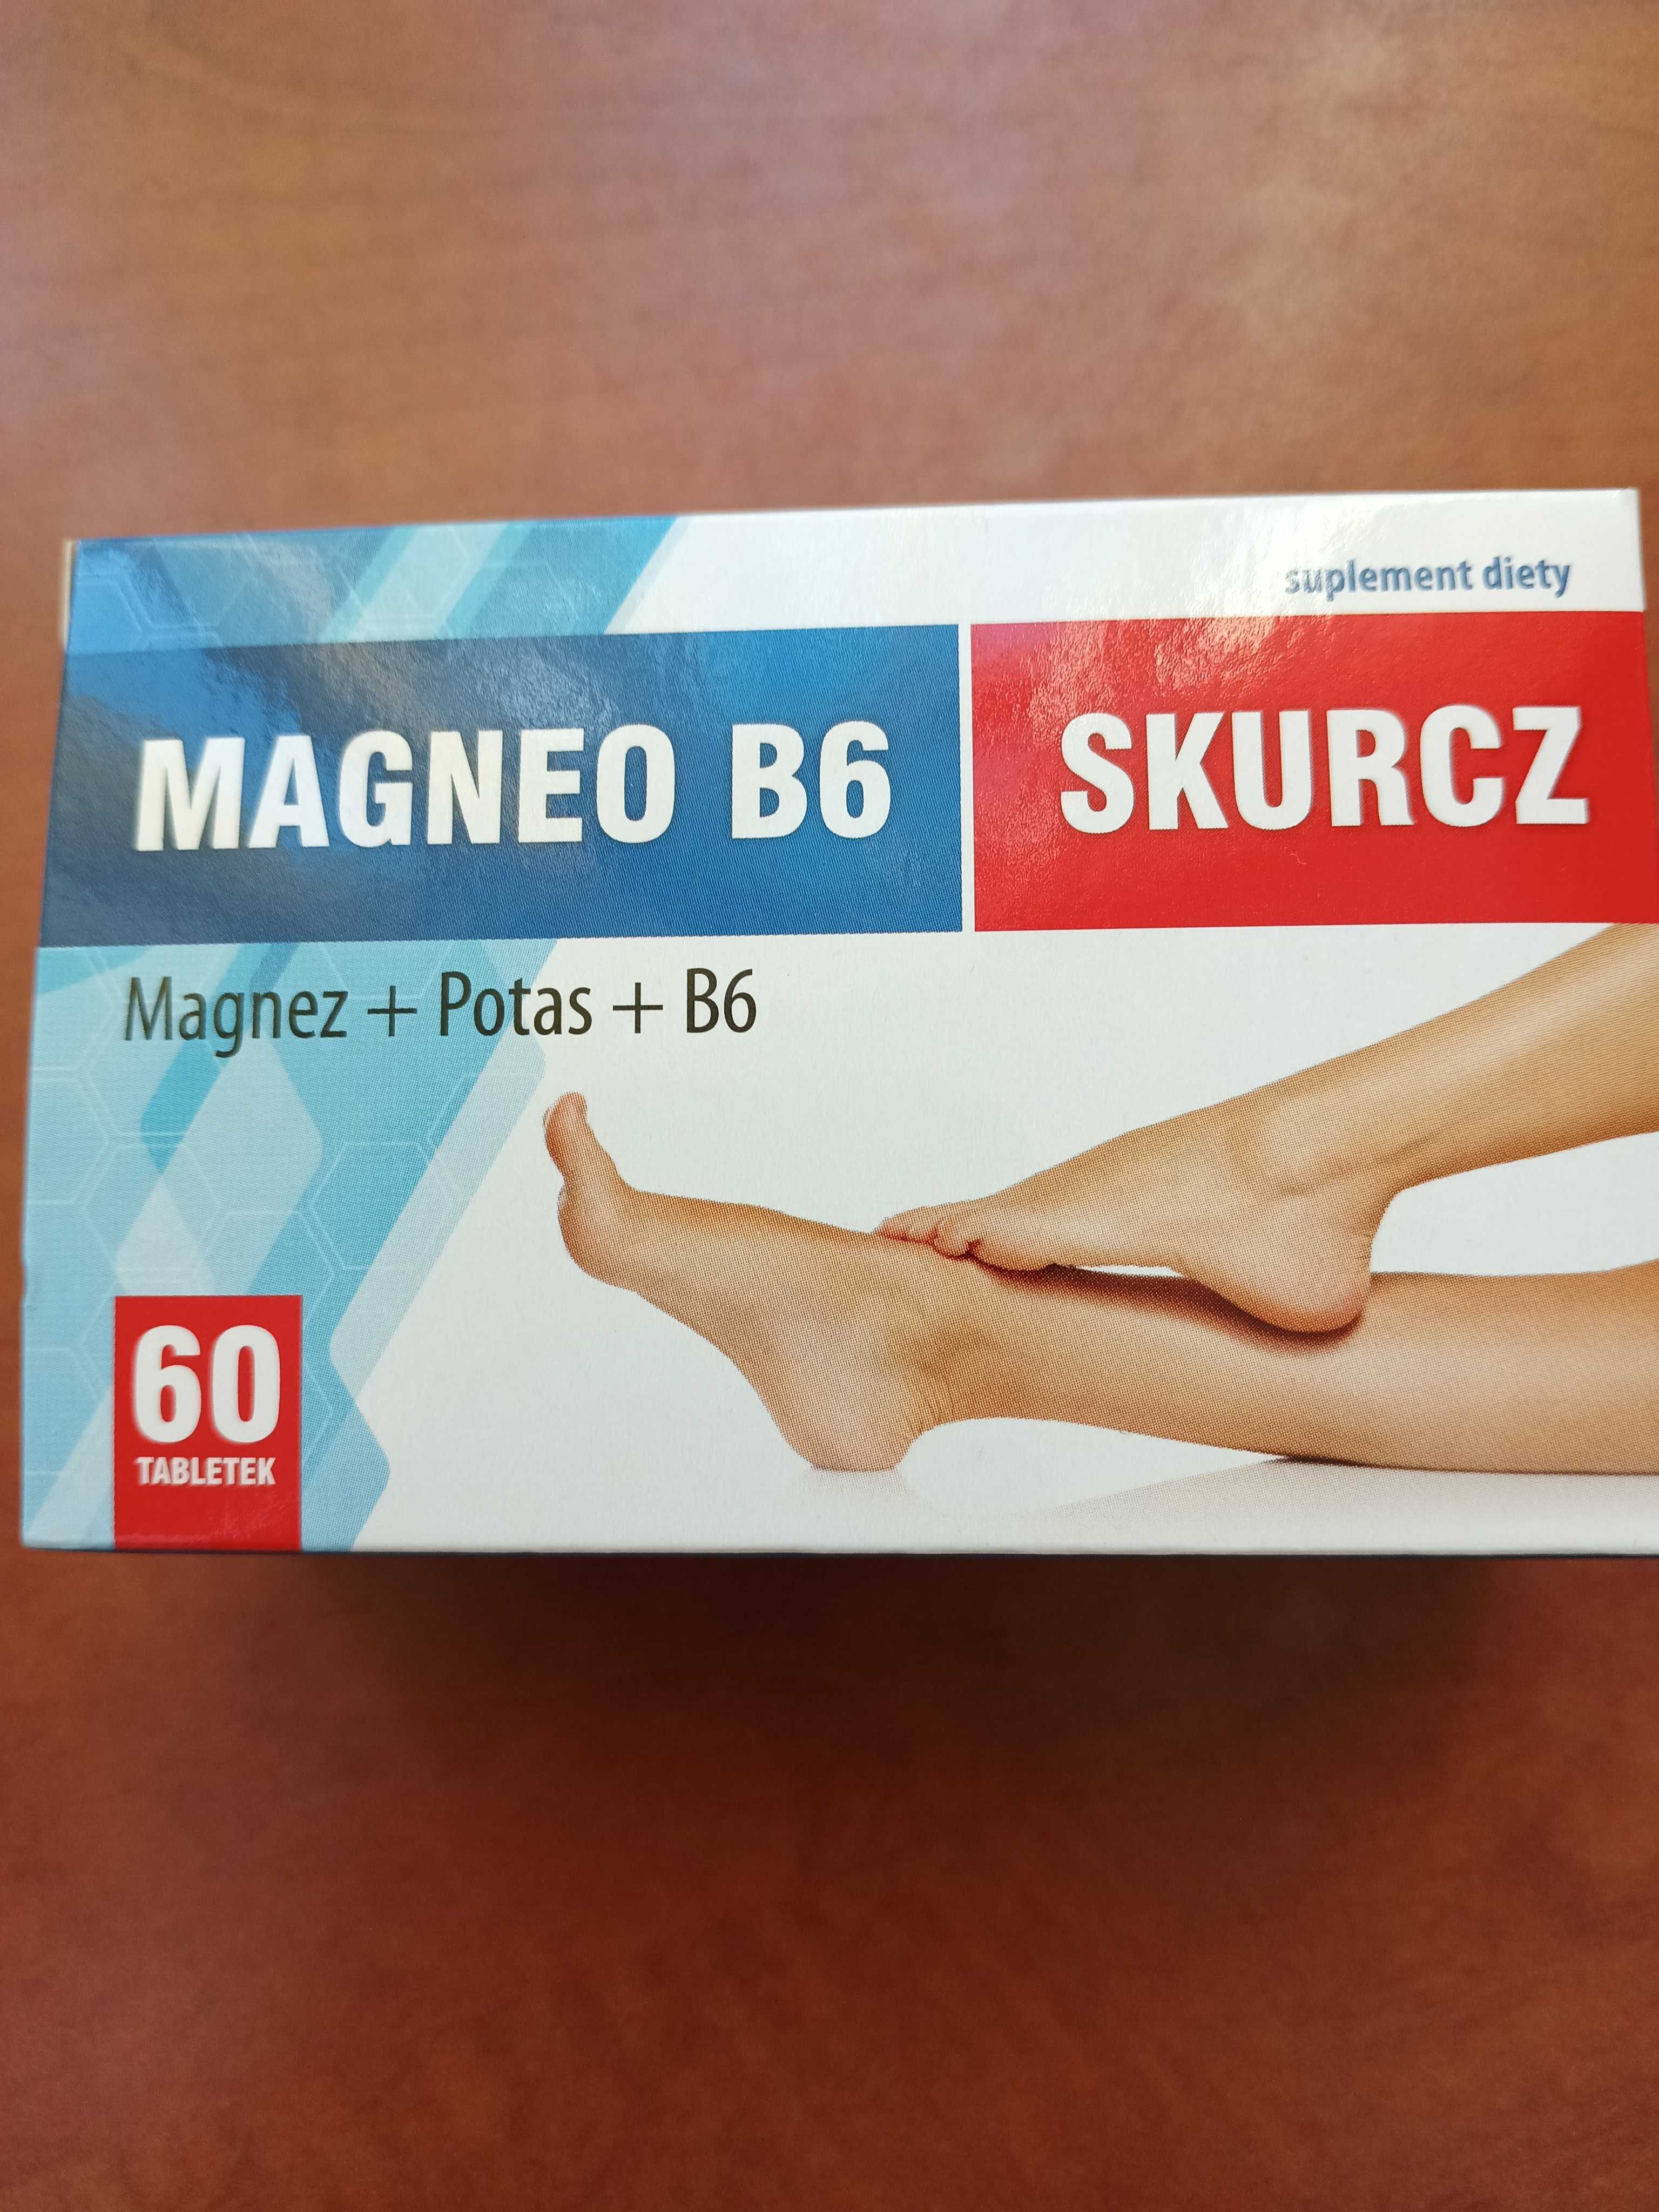 suplement diety
MAGNEO B6 SKURCZ
Magnez + Potas + B6
60
TABLETEK